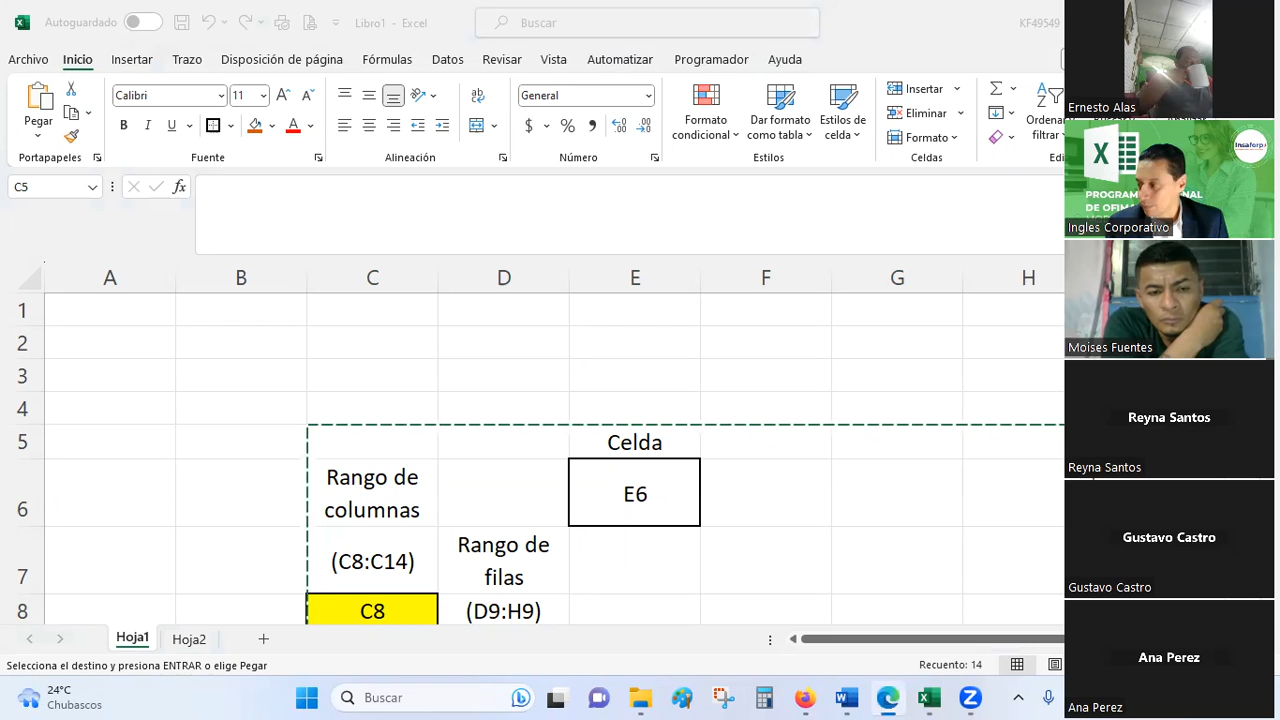 Autoguardado
Libro1 - Excel
Buscar
KF49549
Archivo
Inicio
Insertar
Trazo
Disposición de página
Fórmulas
Datos
Revisar
Vista
Automatizar
Programador
Ayuda
Pegar
Calibri
11
N
K
S
General
$
%
Formato
condicional
Dar formato
como tabla
Estilos de
celda
Insertar
Eliminar
Formato
Ordenar
filtrar
Portapapeles
Fuente
Alineación
Número
Estilos
Celdas
C5
fx
A
B
C
D
E
F
G
H
1
2
3
4
5
6
7
8
Celda
E6
Rango de
columnas
(C8:C14)
Rango de
filas
C8
(D9:H9)
Hoja1
Hoja2
Selecciona el destino y presiona ENTRAR o elige Pegar
Recuento: 14
24°C
Chubascos
Buscar
Ernesto Alas
Insaforp
Ingles Corporativo
Moises Fuentes
Reyna Santos
Reyna Santos
Gustavo Castro
Gustavo Castro
Ana Perez
Ana Perez